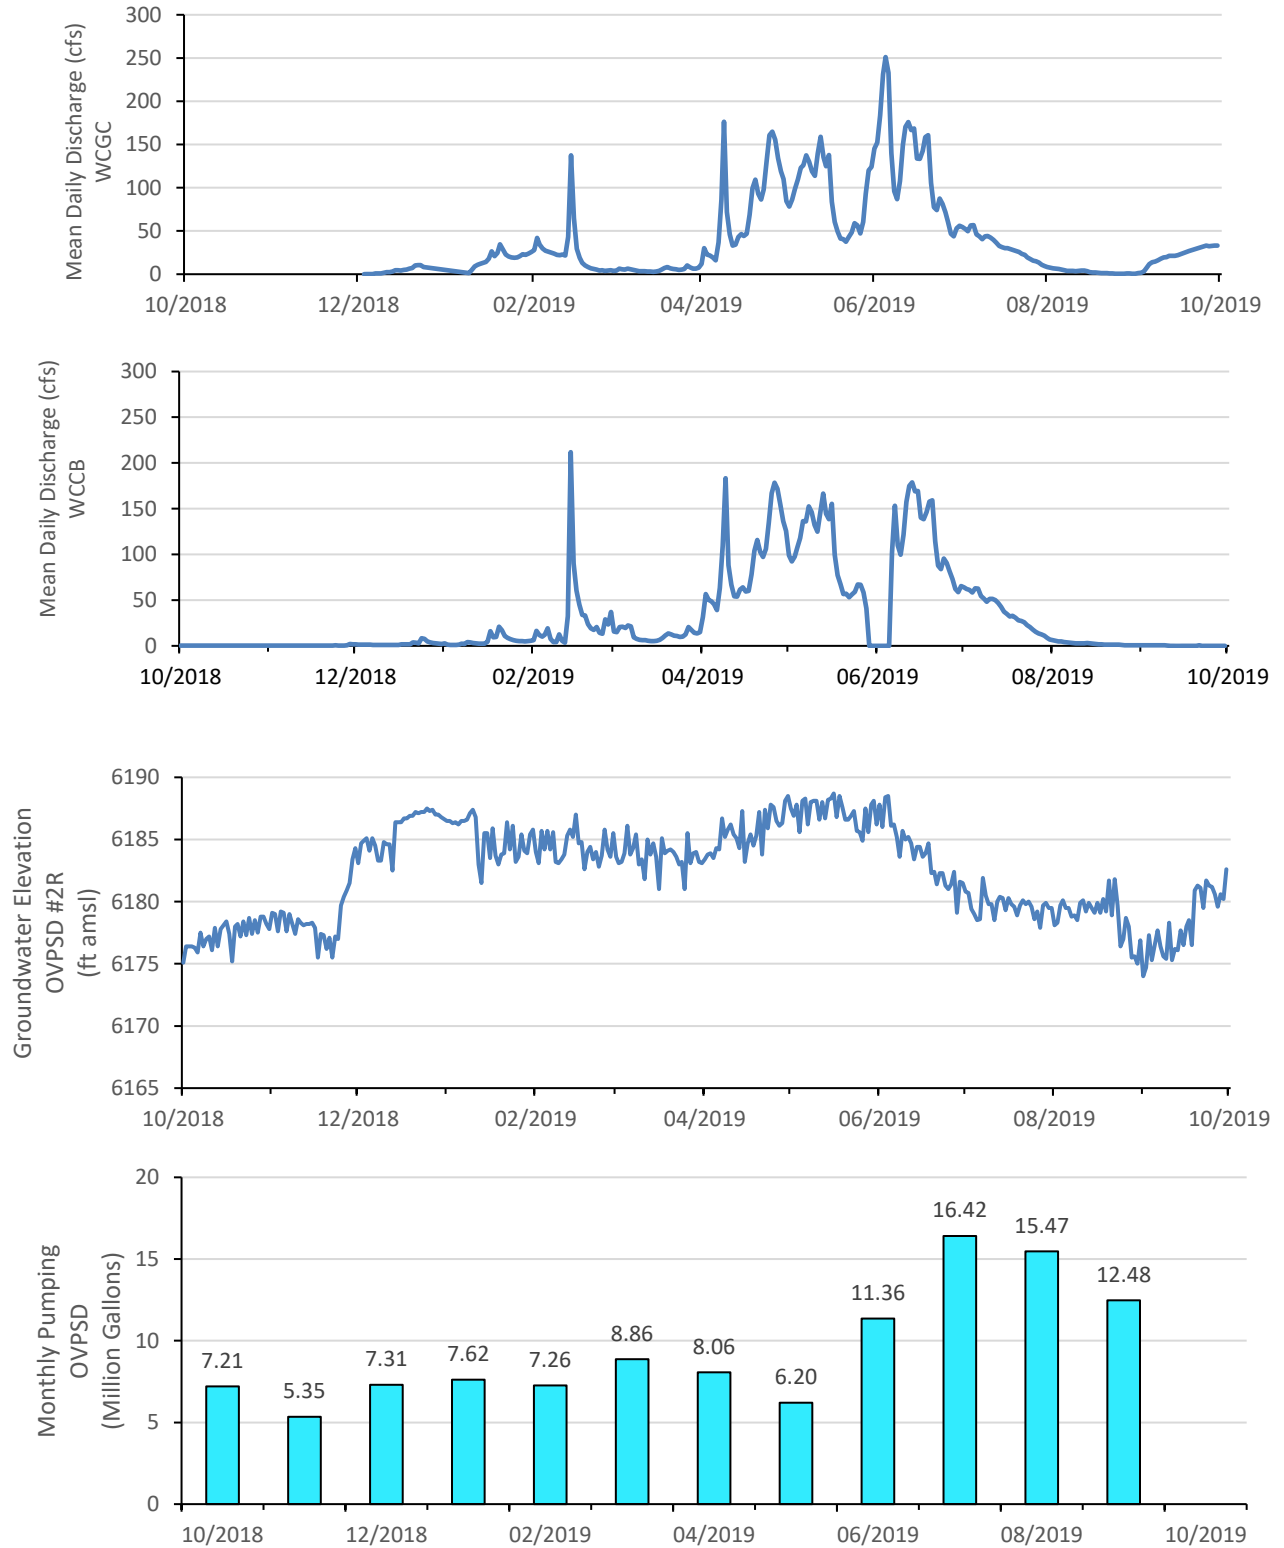 Mean Daily Discharge (cfs)
WCGC
300
250
200
150
100
50
0
10/2018 12/2018 02/2019 04/2019 06/2019 08/2019 10/2019
Mean Daily Discharge (cfs)
WCCB
300
250
200
150
100
50
0
10/2018 12/2018 02/2019 04/2019 06/2019 08/2019 10/2019
Groundwater Elevation
OVPSD #2R
(ft amsl)
6190
6185
6180
6175
6170
6165
10/2018 12/2018 02/2019 04/2019 06/2019 08/2019 10/2019
Monthly Pumping
OVPSD
(Million Gallons)
20
15
10
5
0
7.21 5.35 7.31 7.62 7.26 8.86 8.06 6.20 11.36 16.42 15.47 12.48
10/2018 12/2018 02/2019 04/2019 06/2019 08/2019 10/2019